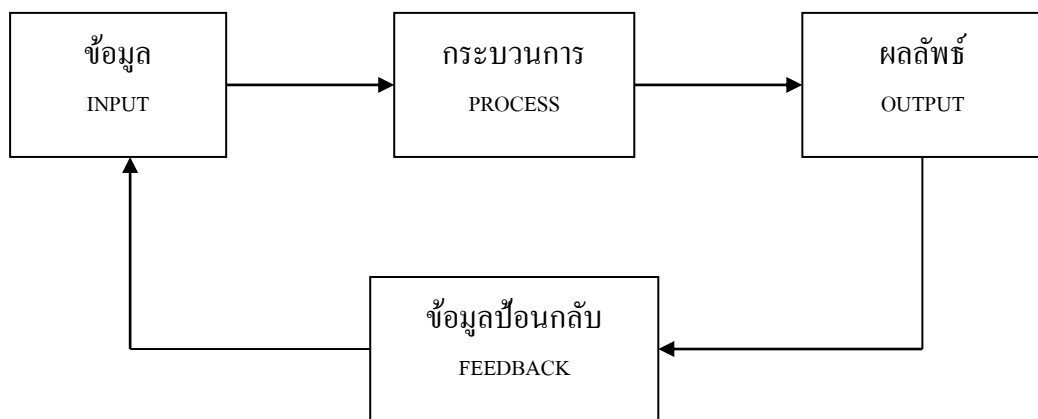 ข้อมูล
INPUT
กระบวนการ
PROCESS
ผลลัพธ์
OUTPUT
ข้อมูลป้อนกลับ
FEEDBACK